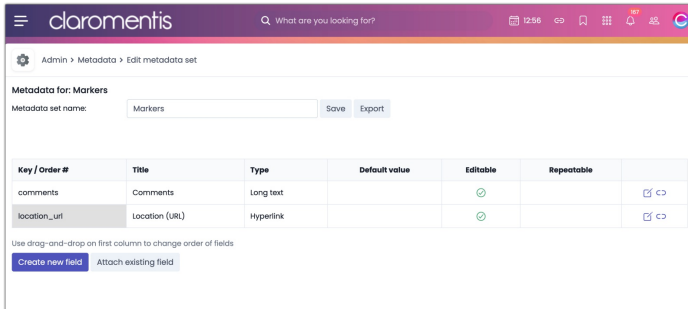 claromentis
What are you looking for?
12:56
167
Admin > Metadata > Edit metadata set
Metadata for: Markers
Metadata set name: Markers Save Export
Key / Order # Title Type Default value Editable Repeatable
comments Comments Long text
location_url Location (URL) Hyperlink
Use drag-and-drop on first column to change order of fields
Create new field Attach existing field